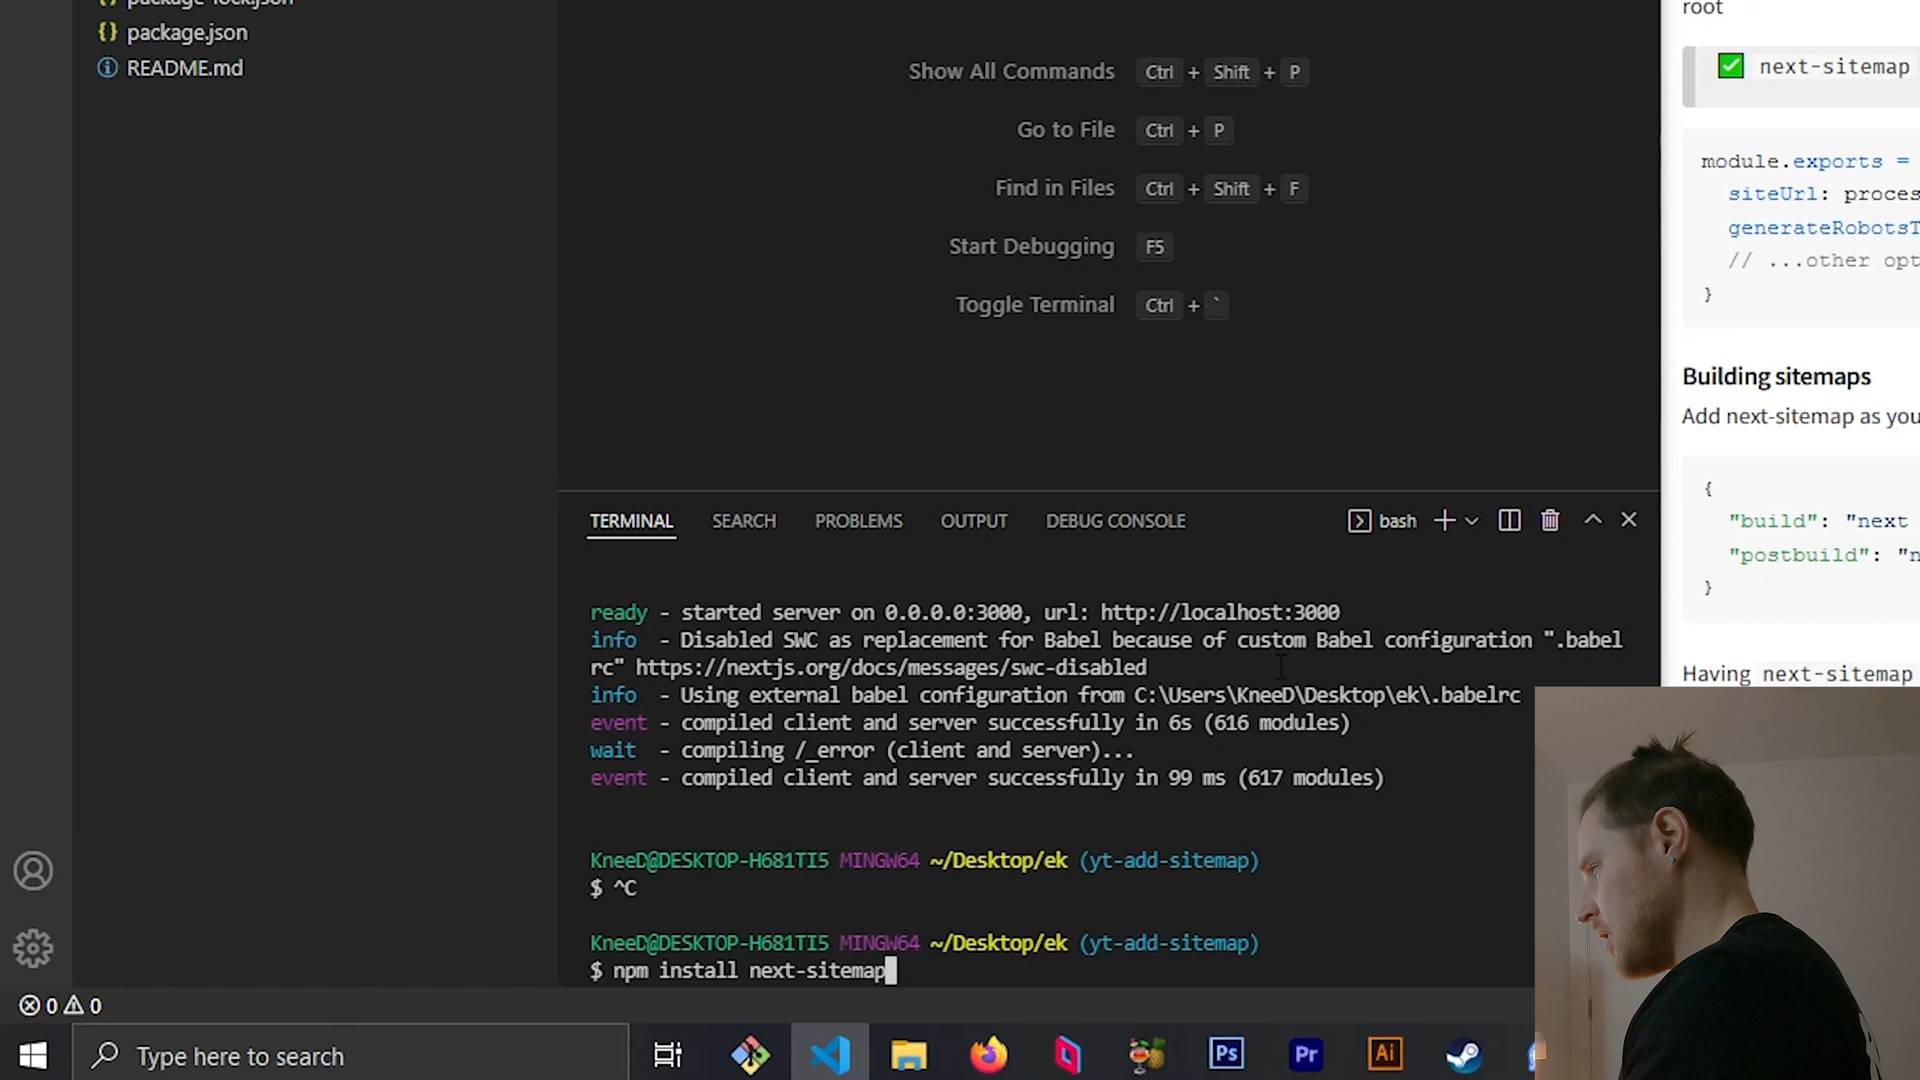 package-lock.json
package.json
README.md
Show All Commands Ctrl + Shift + P
Go to File Ctrl + P
Find in Files Ctrl + Shift + F
Start Debugging F5
Toggle Terminal Ctrl + `
TERMINAL SEARCH PROBLEMS OUTPUT DEBUG CONSOLE bash
ready - started server on 0.0.0.0:3000, url: http://localhost:3000
info - Disabled SWC as replacement for Babel because of custom Babel configuration ".babel
rc" https://nextjs.org/docs/messages/swc-disabled
info - Using external babel configuration from C:\Users\KneeD\Desktop\ek\.babelrc
event - compiled client and server successfully in 6s (616 modules)
wait - compiling /_error (client and server)...
event - compiled client and server successfully in 99 ms (617 modules)
KneeD@DESKTOP-H681TI5 MINGW64 ~/Desktop/ek (yt-add-sitemap)
$ ^C
KneeD@DESKTOP-H681TI5 MINGW64 ~/Desktop/ek (yt-add-sitemap)
$ npm install next-sitemap
0 0
Type here to search
Ps Pr Ai
root
next-sitemap
module.exports =
siteUrl: proces
generateRobotsT
// ...other opt
}
Building sitemaps
Add next-sitemap as you
{
"build": "next
"postbuild": "n
}
Having next-sitemap